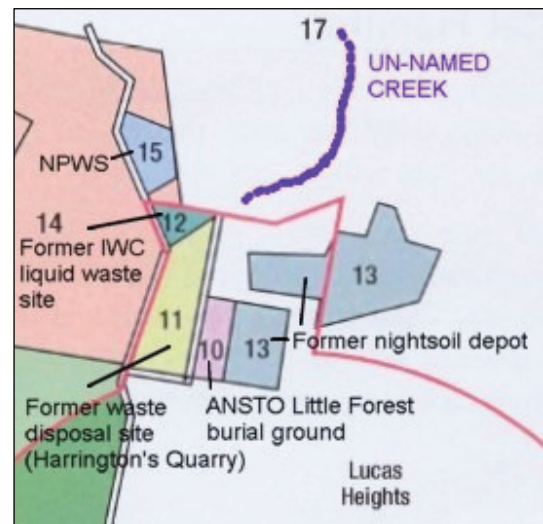 17
UN-NAMED
CREEK
NPWS
15
14
12
Former IWC
liquid waste
site
13
11
10
13
Former nightsoil depot
Former waste
disposal site
(Harrington's Quarry)
ANSTO Little Forest
burial ground
Lucas
Heights